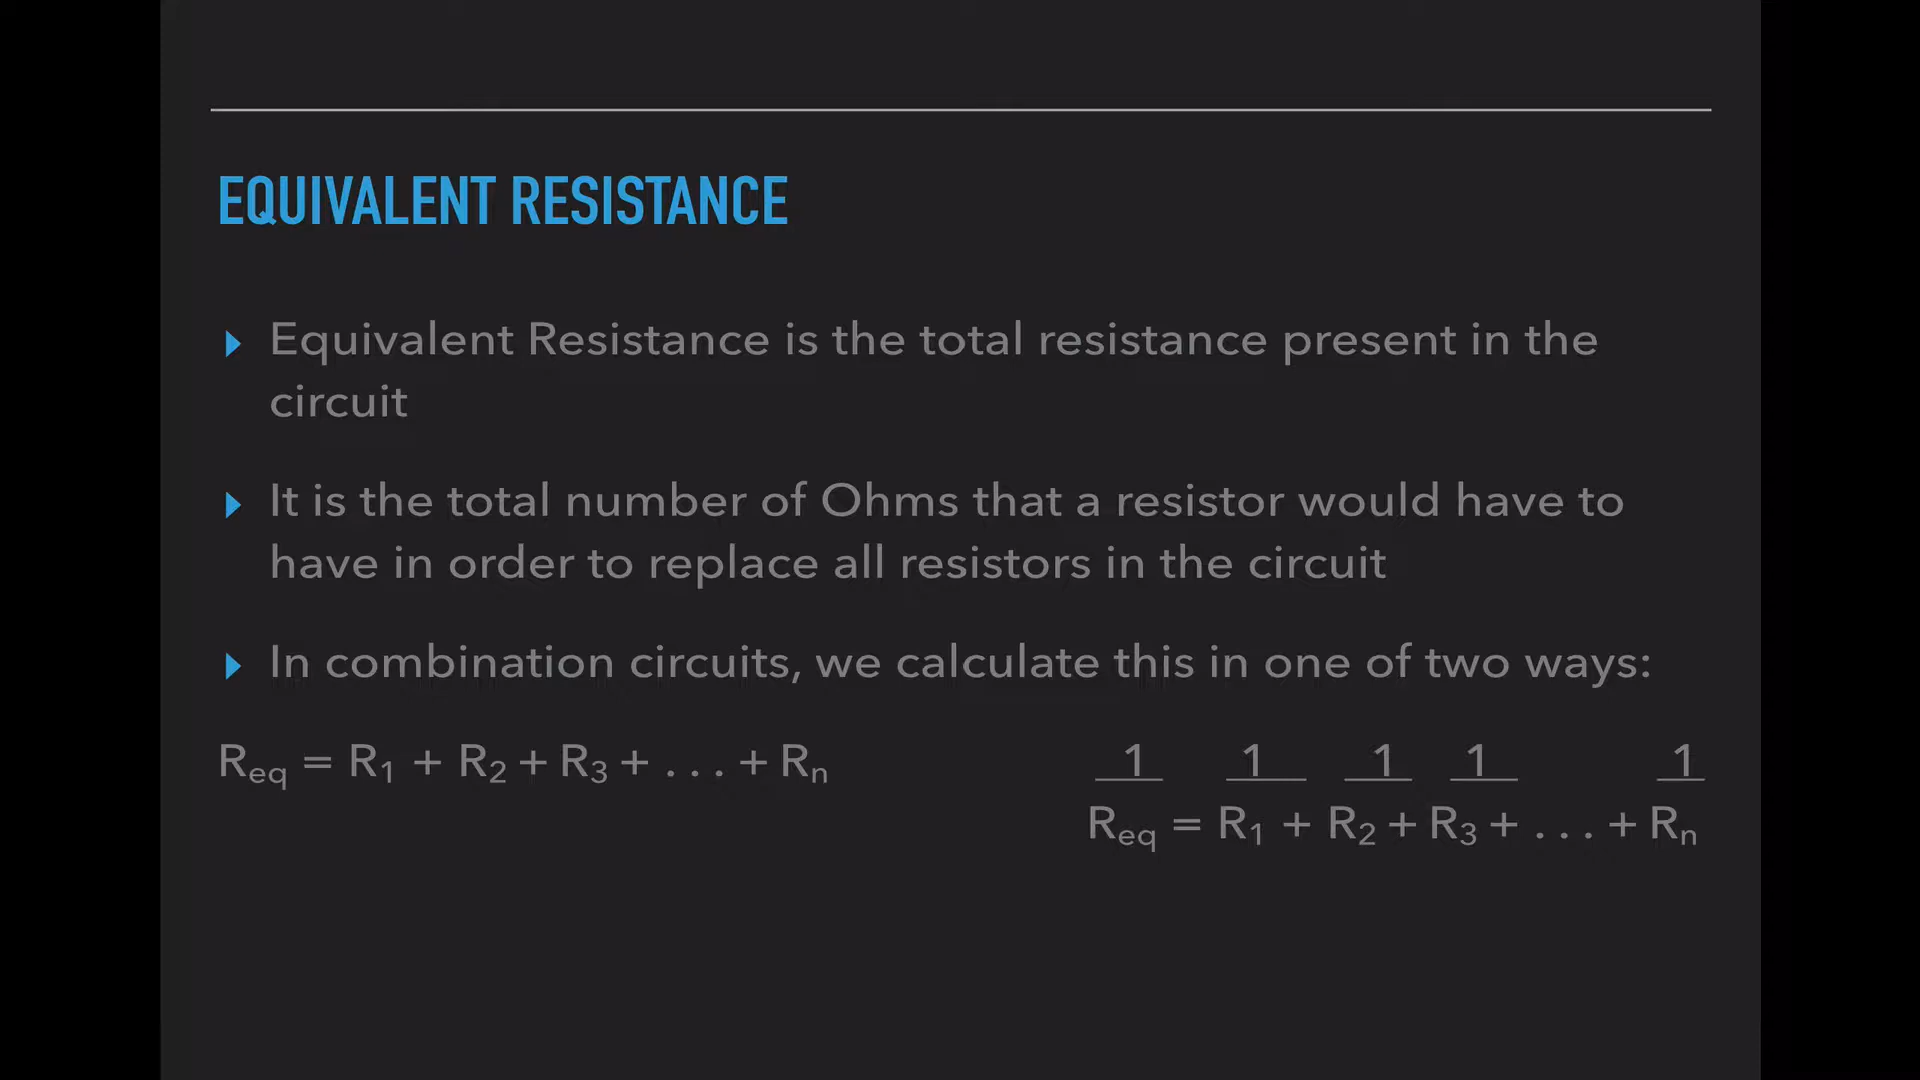 EQUIVALENT RESISTANCE
▸ Equivalent Resistance is the total resistance present in the
circuit
▸ It is the total number of Ohms that a resistor would have to
have in order to replace all resistors in the circuit
▸ In combination circuits, we calculate this in one of two ways:
Req = R1 + R2 + R3 + . . . + Rn
1 1 1 1 1
Req = R1 + R2 + R3 + . . . + Rn